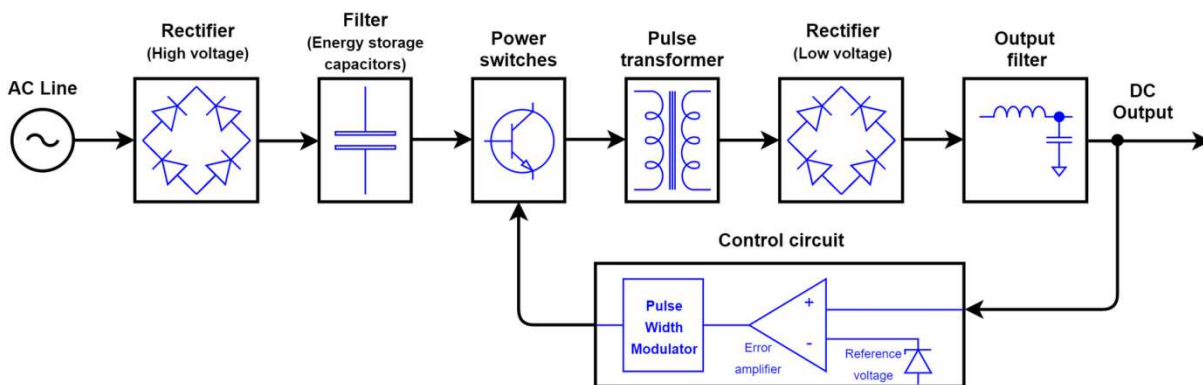 AC Line
Rectifier
(High voltage)
Filter
(Energy storage
capacitors)
Power
switches
Pulse
transformer
Rectifier
(Low voltage)
Output
filter
DC
Output
Control circuit
Pulse
Width
Modulator
+
-
Error
amplifier
Reference
voltage